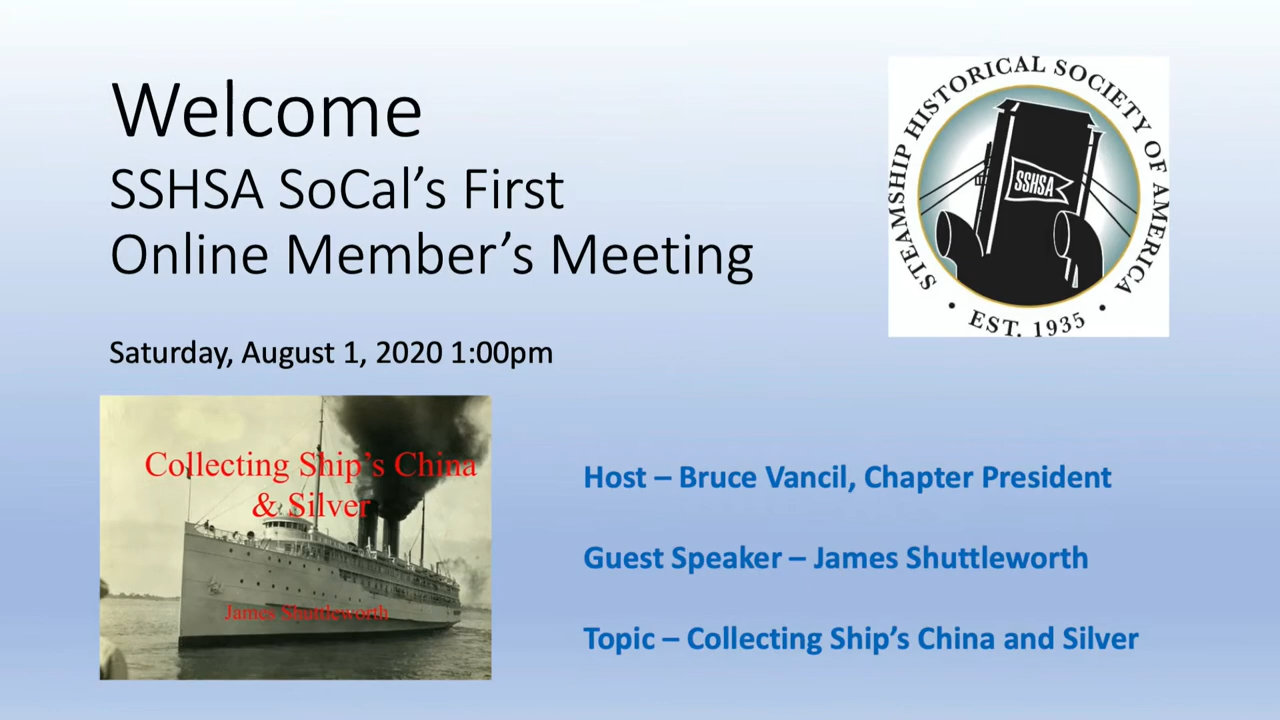 Welcome
SSHSA SoCal's First
Online Member's Meeting
Saturday, August 1, 2020 1:00pm
STEAMSHIP HISTORICAL SOCIETY OF AMERICA
SSHSA
• EST. 1935 •
Collecting Ship's China
& Silver
James Shuttleworth
Host – Bruce Vancil, Chapter President
Guest Speaker – James Shuttleworth
Topic – Collecting Ship's China and Silver